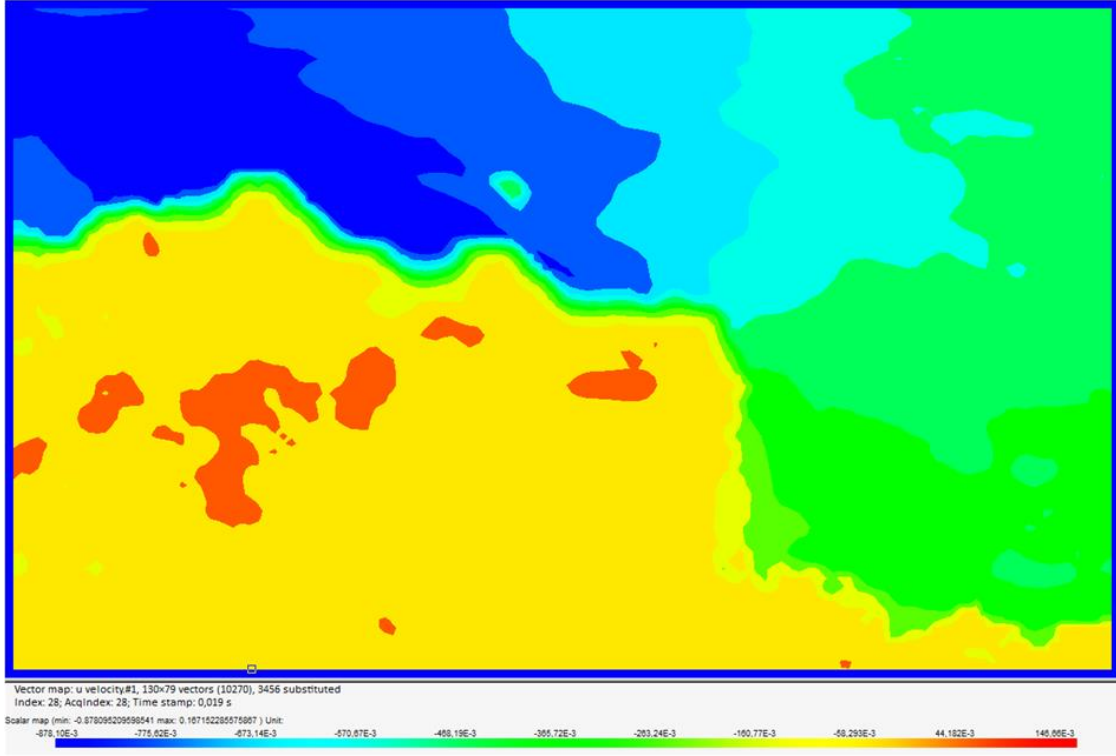 Vector map: u velocity.#1, 130×79 vectors (10270), 3456 substituted
Index: 28; AcqIndex: 28; Time stamp: 0,019 s
Scalar map (min: -0.878095209598541 max: 0.167152285575867 ) Unit:
-878,10E-3 -775,62E-3 -673,14E-3 -570,67E-3 -468,19E-3 -365,72E-3 -263,24E-3 -160,77E-3 -58,293E-3 44,182E-3 146,66E-3